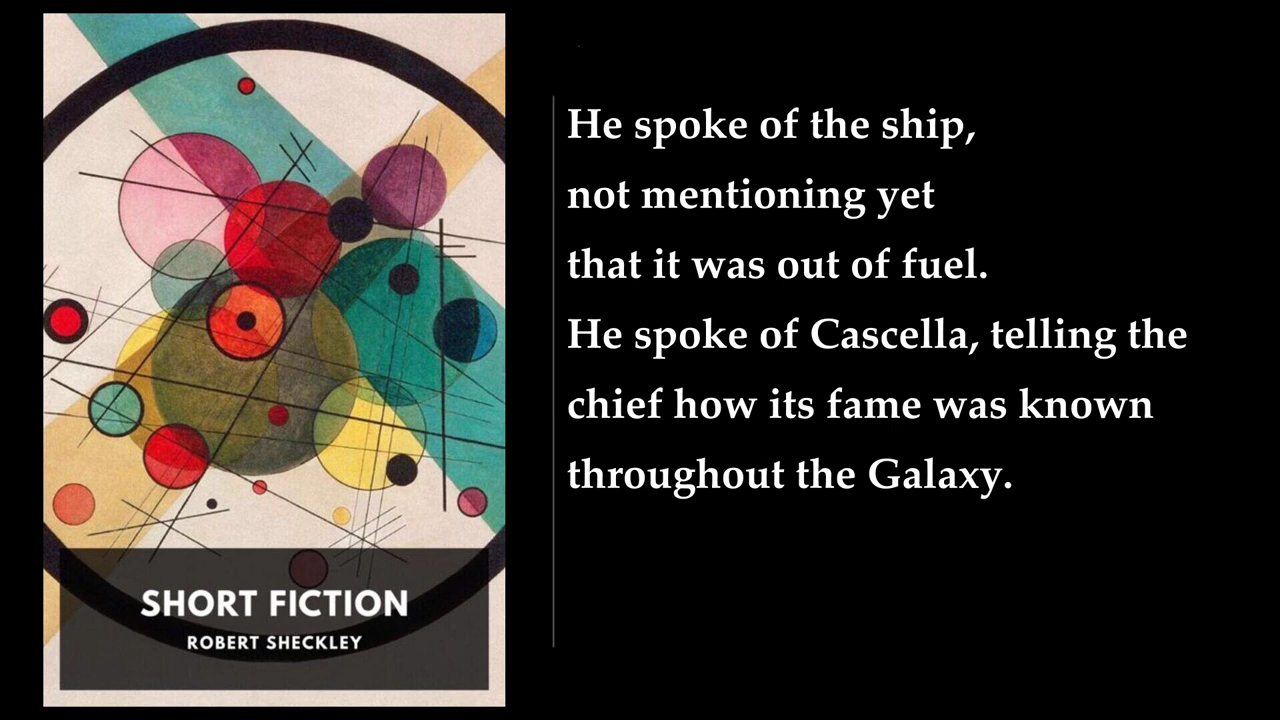 SHORT FICTION
ROBERT SHECKLEY
He spoke of the ship,
not mentioning yet
that it was out of fuel.
He spoke of Cascella, telling the
chief how its fame was known
throughout the Galaxy.